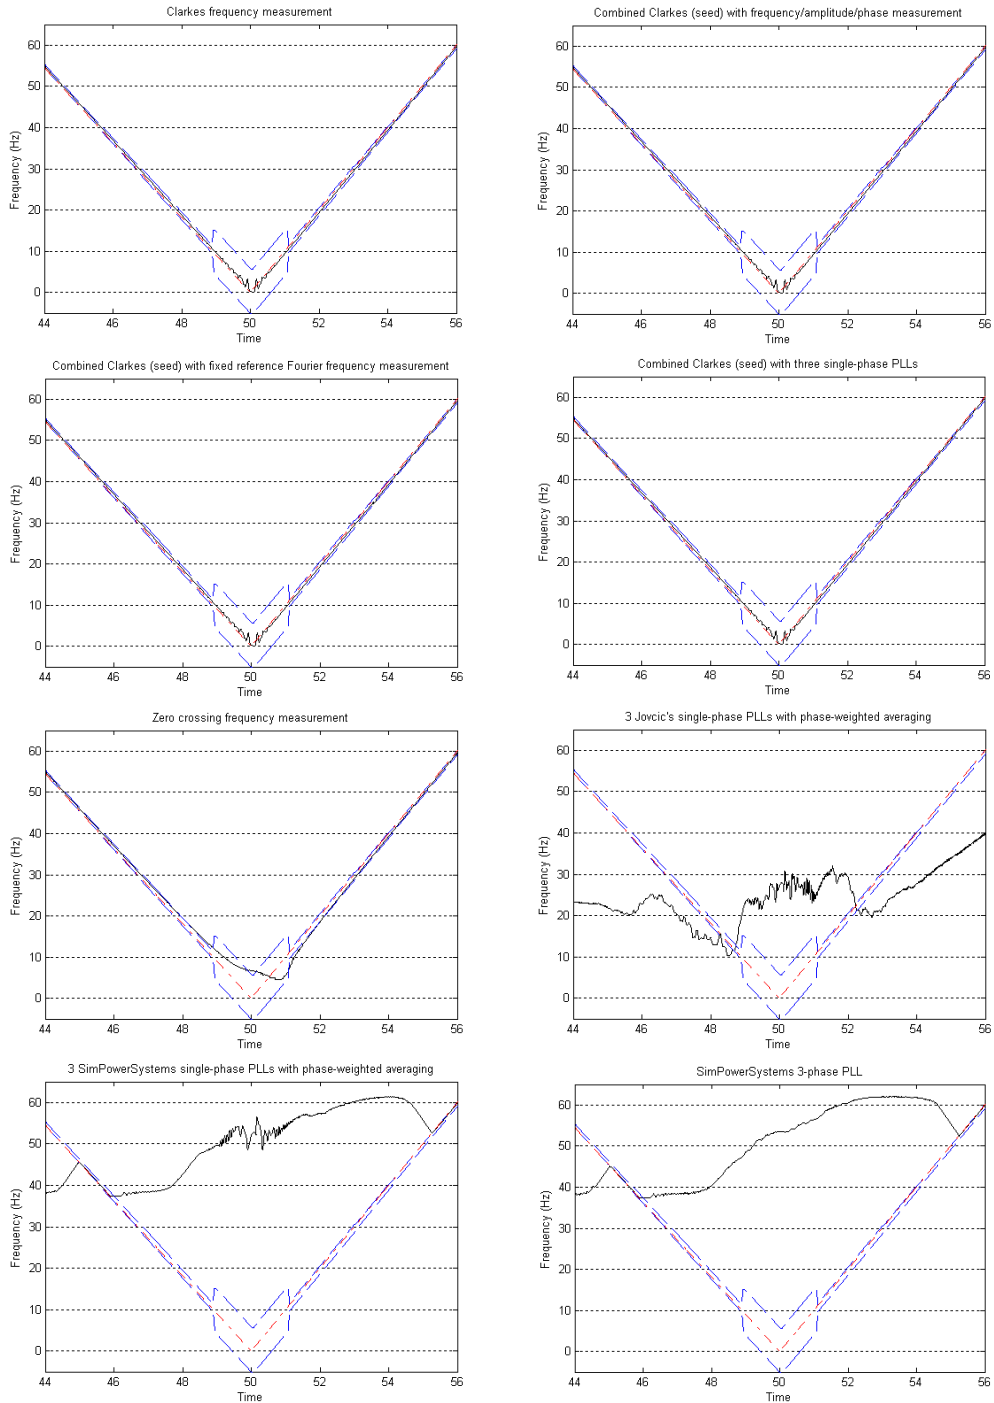 Clarkes frequency measurement
60
50
40
30
20
10
0
Frequency (Hz)
44 46 48 50 52 54 56
Time
Combined Clarkes (seed) with frequency/amplitude/phase measurement
60
50
40
30
20
10
0
Frequency (Hz)
44 46 48 50 52 54 56
Time
Combined Clarkes (seed) with fixed reference Fourier frequency measurement
60
50
40
30
20
10
0
Frequency (Hz)
44 46 48 50 52 54 56
Time
Combined Clarkes (seed) with three single-phase PLLs
60
50
40
30
20
10
0
Frequency (Hz)
44 46 48 50 52 54 56
Time
Zero crossing frequency measurement
60
50
40
30
20
10
0
Frequency (Hz)
44 46 48 50 52 54 56
Time
3 Jovcic's single-phase PLLs with phase-weighted averaging
60
50
40
30
20
10
0
Frequency (Hz)
44 46 48 50 52 54 56
Time
3 SimPowerSystems single-phase PLLs with phase-weighted averaging
60
50
40
30
20
10
0
Frequency (Hz)
44 46 48 50 52 54 56
Time
SimPowerSystems 3-phase PLL
60
50
40
30
20
10
0
Frequency (Hz)
44 46 48 50 52 54 56
Time